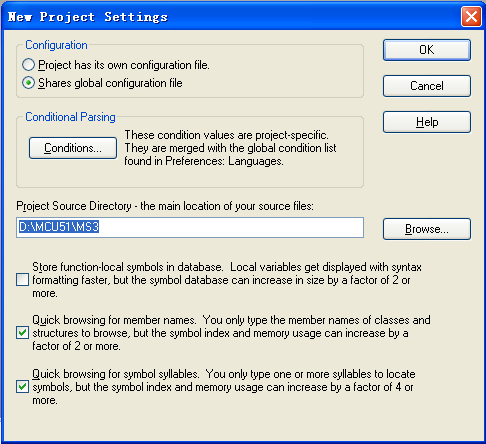 New Project Settings
Configuration
Project has its own configuration file.
Shares global configuration file
OK
Cancel
Help
Conditional Parsing
Conditions...
These condition values are project-specific.
They are merged with the global condition list
found in Preferences: Languages.
Project Source Directory - the main location of your source files:
D:\MCU51\MS3
Browse...
Store function-local symbols in database.  Local variables get displayed with syntax
formatting faster, but the symbol database can increase in size by a factor of 2 or
more.
Quick browsing for member names.  You only type the member names of classes and
structures to browse, but the symbol index and memory usage can increase by a
factor of 2 or more.
Quick browsing for symbol syllables.  You only type one or more syllables to locate
symbols, but the symbol index and memory usage can increase by a factor of 4 or
more.